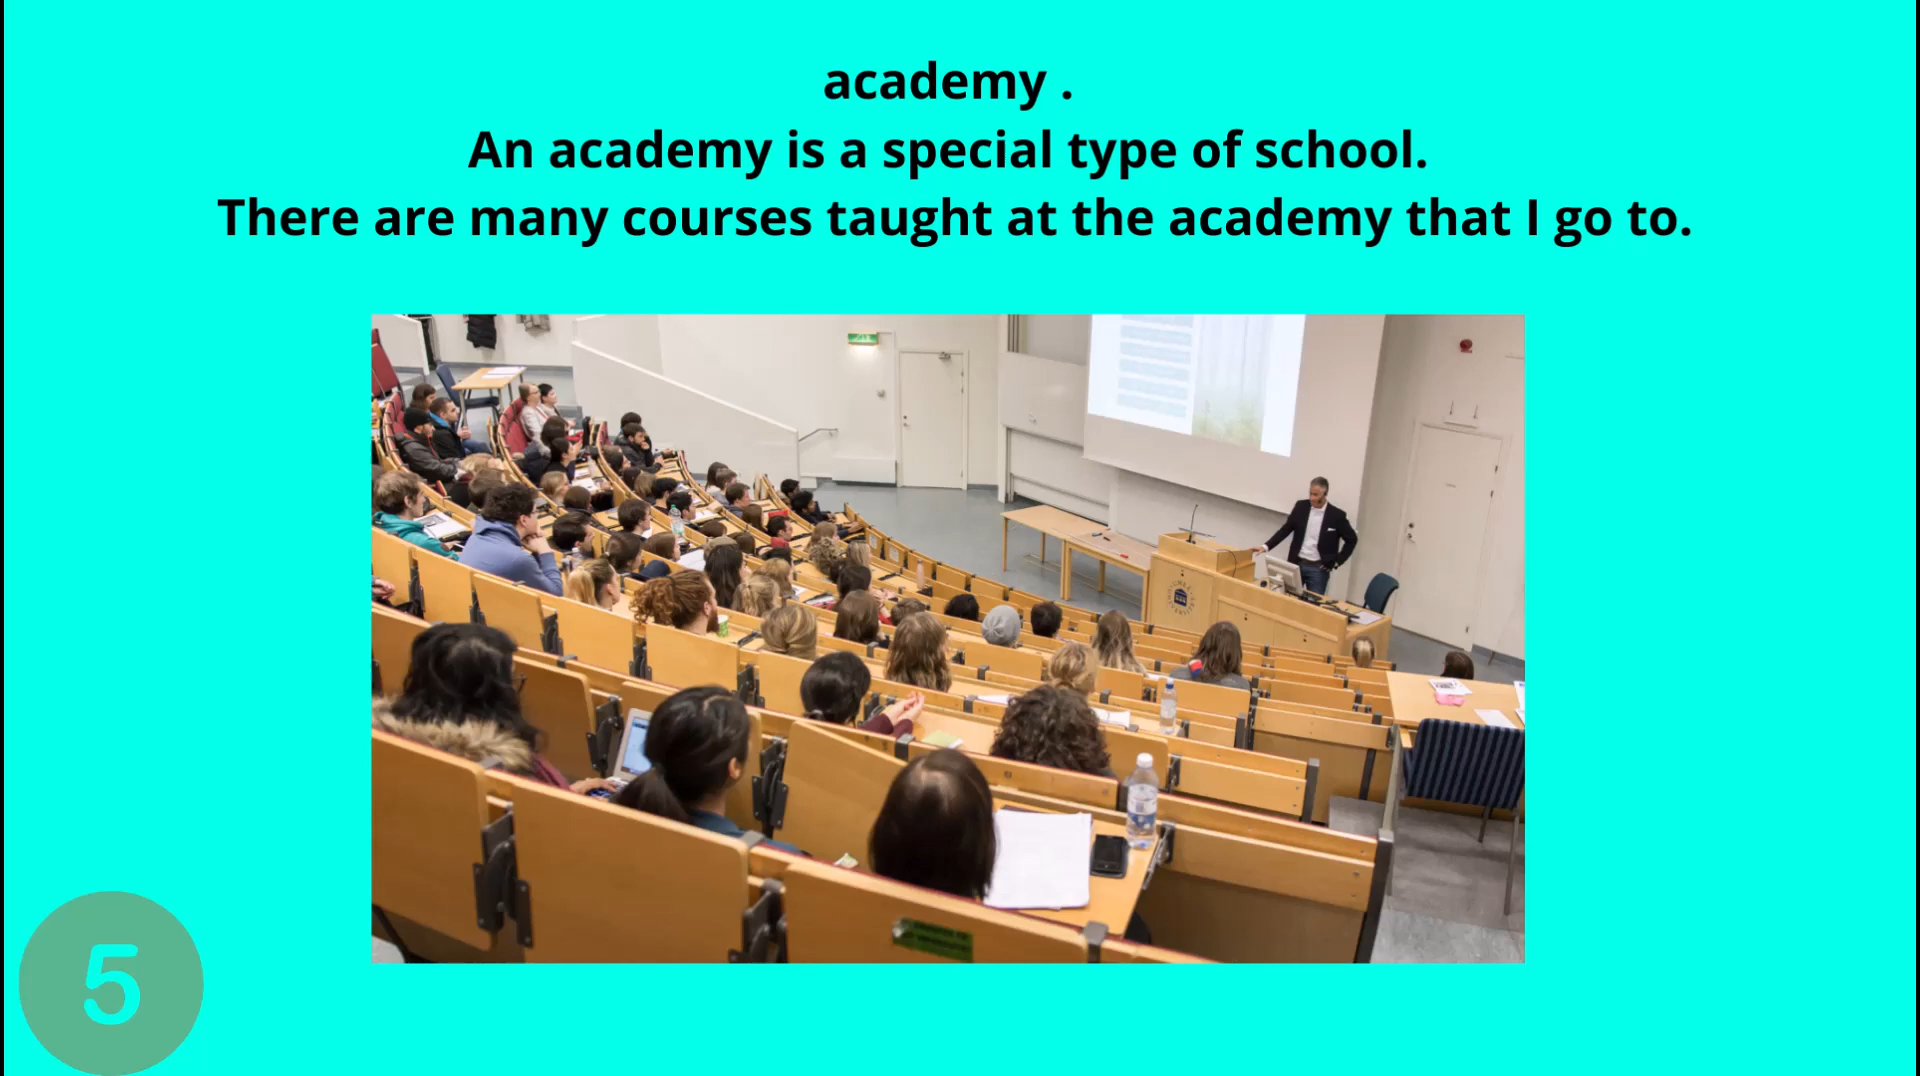 academy .
An academy is a special type of school.
There are many courses taught at the academy that I go to.
5